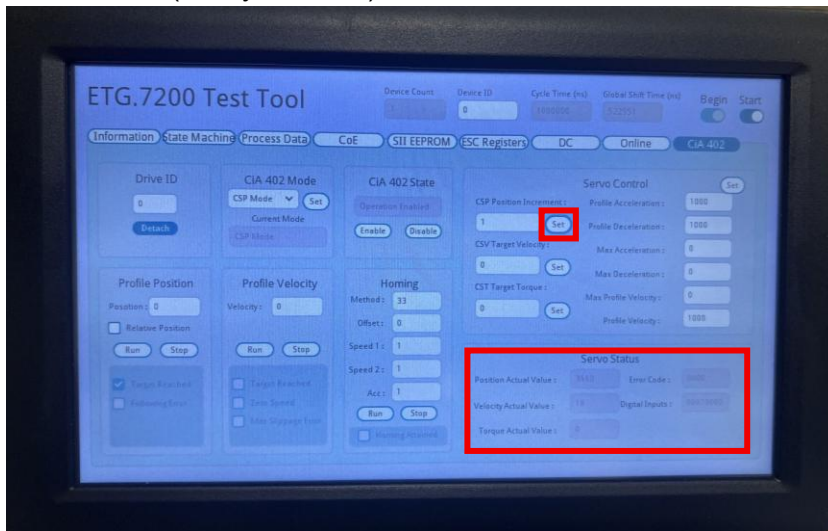 ETG.7200 Test Tool
Device Count
Device ID
Cycle Time (ns)
Global Shift Time (ns)
Begin
Start
0
1000000
Information
State Machine
Process Data
CoE
SII EEPROM
ESC Registers
DC
Online
CiA 402
Drive ID
0
Detach
CiA 402 Mode
CSP Mode
Set
Current Mode
CSP Mode
CiA 402 State
Operation Enabled
Enable
Disable
Servo Control
Set
CSP Position Increment :
1
Set
CSV Target Velocity :
0
Set
CST Target Torque :
0
Set
Profile Acceleration :
1000
Profile Deceleration :
1000
Max Acceleration :
0
Max Deceleration :
0
Max Profile Velocity :
0
Profile Velocity :
1000
Profile Position
Position :
0
Relative Position
Run
Stop
Target Reached
Following Error
Profile Velocity
Velocity :
0
Run
Stop
Target Reached
Zero Speed
Max Slippage Error
Homing
Method :
33
Offset :
0
Speed 1 :
1
Speed 2 :
1
Acc :
1
Run
Stop
Homing Attained
Servo Status
Position Actual Value :
Error Code :
Velocity Actual Value :
Digital Inputs :
Torque Actual Value :
0